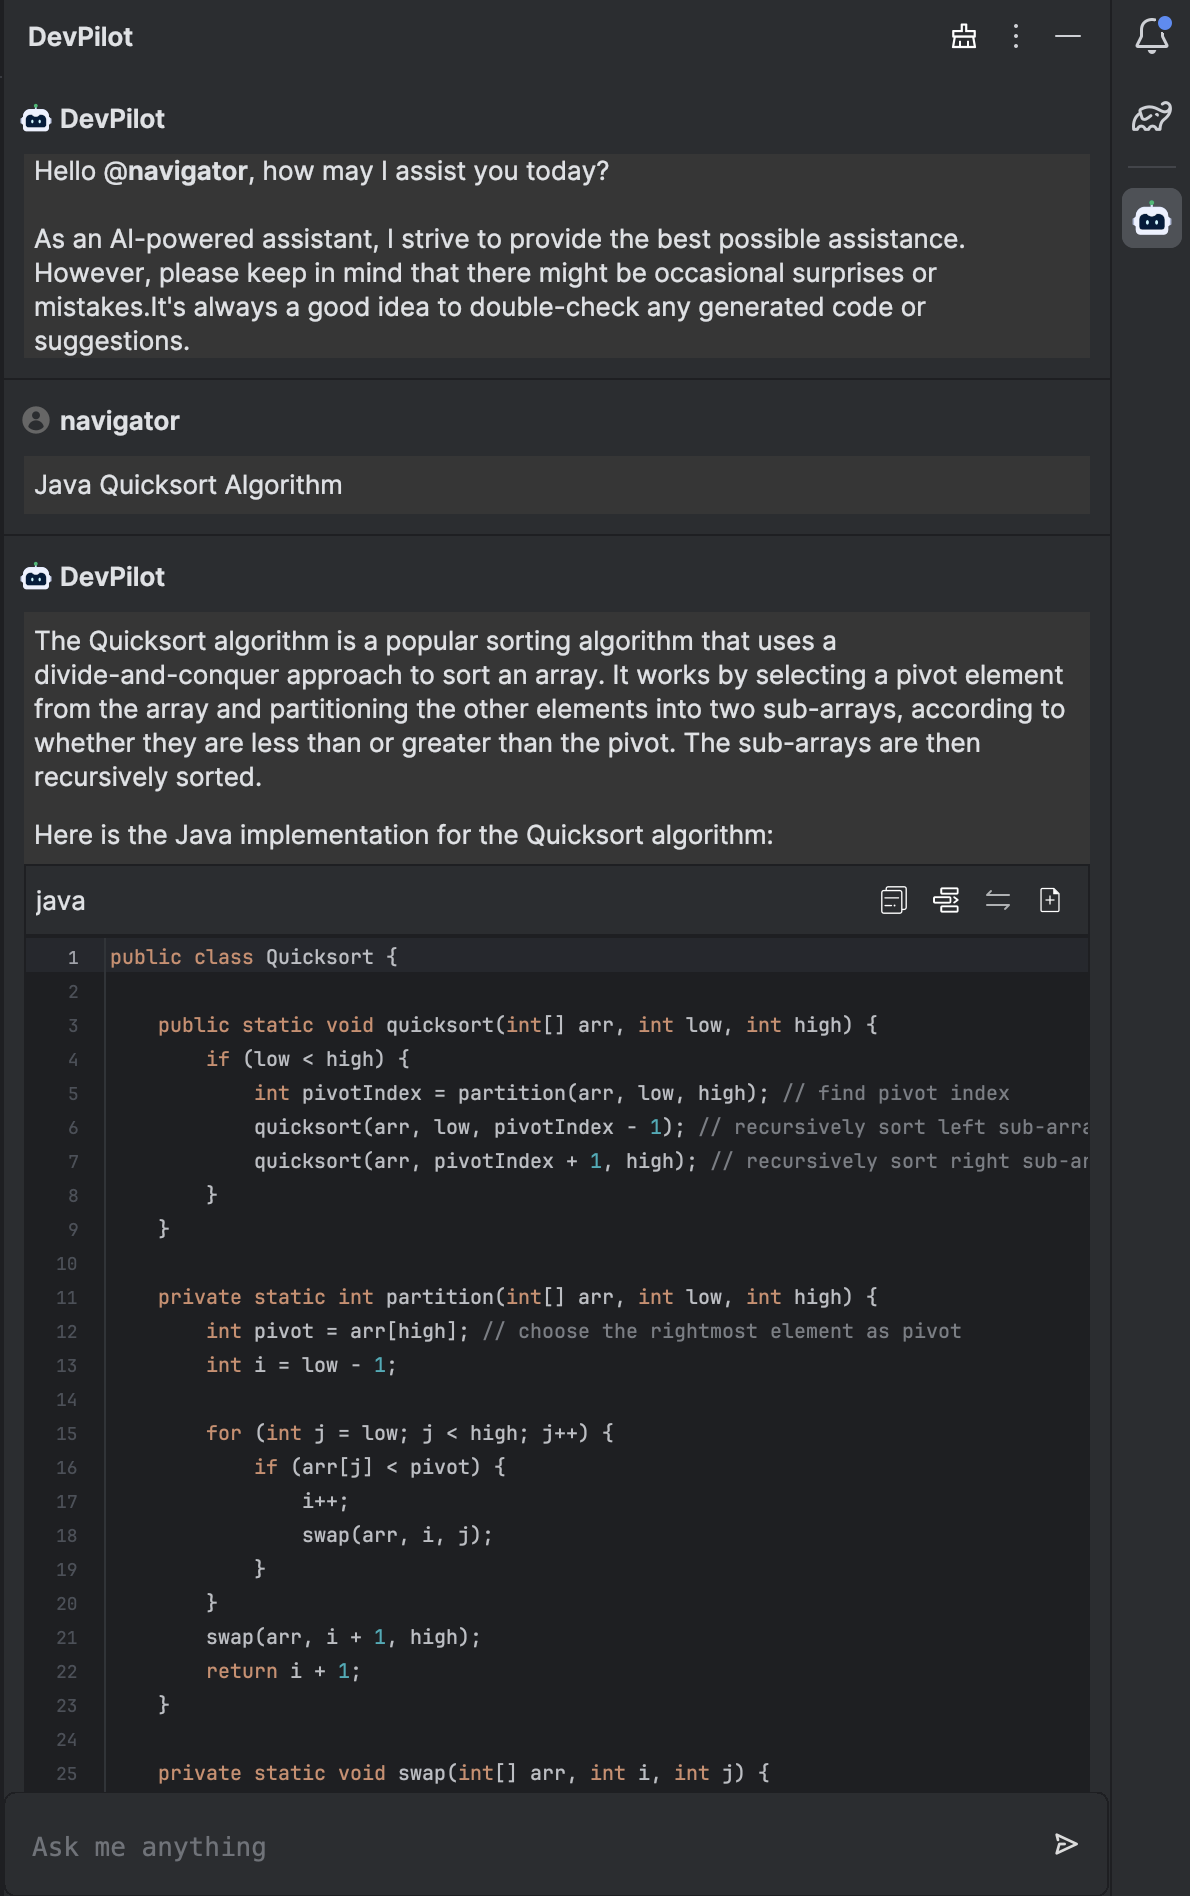 DevPilot
DevPilot
Hello @navigator, how may I assist you today?
As an AI-powered assistant, I strive to provide the best possible assistance.
However, please keep in mind that there might be occasional surprises or
mistakes.It's always a good idea to double-check any generated code or
suggestions.
navigator
Java Quicksort Algorithm
DevPilot
The Quicksort algorithm is a popular sorting algorithm that uses a
divide-and-conquer approach to sort an array. It works by selecting a pivot element
from the array and partitioning the other elements into two sub-arrays, according to
whether they are less than or greater than the pivot. The sub-arrays are then
recursively sorted.
Here is the Java implementation for the Quicksort algorithm:
java
1 public class Quicksort {
2
3     public static void quicksort(int[] arr, int low, int high) {
4         if (low < high) {
5             int pivotIndex = partition(arr, low, high); // find pivot index
6             quicksort(arr, low, pivotIndex - 1); // recursively sort left sub-arra
7             quicksort(arr, pivotIndex + 1, high); // recursively sort right sub-ar
8         }
9     }
10
11     private static int partition(int[] arr, int low, int high) {
12         int pivot = arr[high]; // choose the rightmost element as pivot
13         int i = low - 1;
14
15         for (int j = low; j < high; j++) {
16             if (arr[j] < pivot) {
17                 i++;
18                 swap(arr, i, j);
19             }
20         }
21         swap(arr, i + 1, high);
22         return i + 1;
23     }
24
25     private static void swap(int[] arr, int i, int j) {
Ask me anything